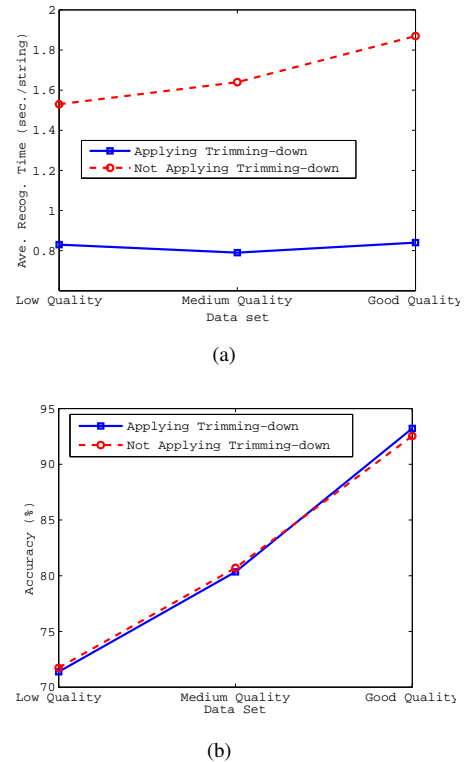 2
1.8
1.6
1.4
1.2
1
0.8
Ave. Recog. Time (sec./string)
Applying Trimming-down
Not Applying Trimming-down
Low Quality Medium Quality Good Quality
Data set
(a)
95
90
85
80
75
70
Accuracy (%)
Applying Trimming-down
Not Applying Trimming-down
Low Quality Medium Quality Good Quality
Data Set
(b)